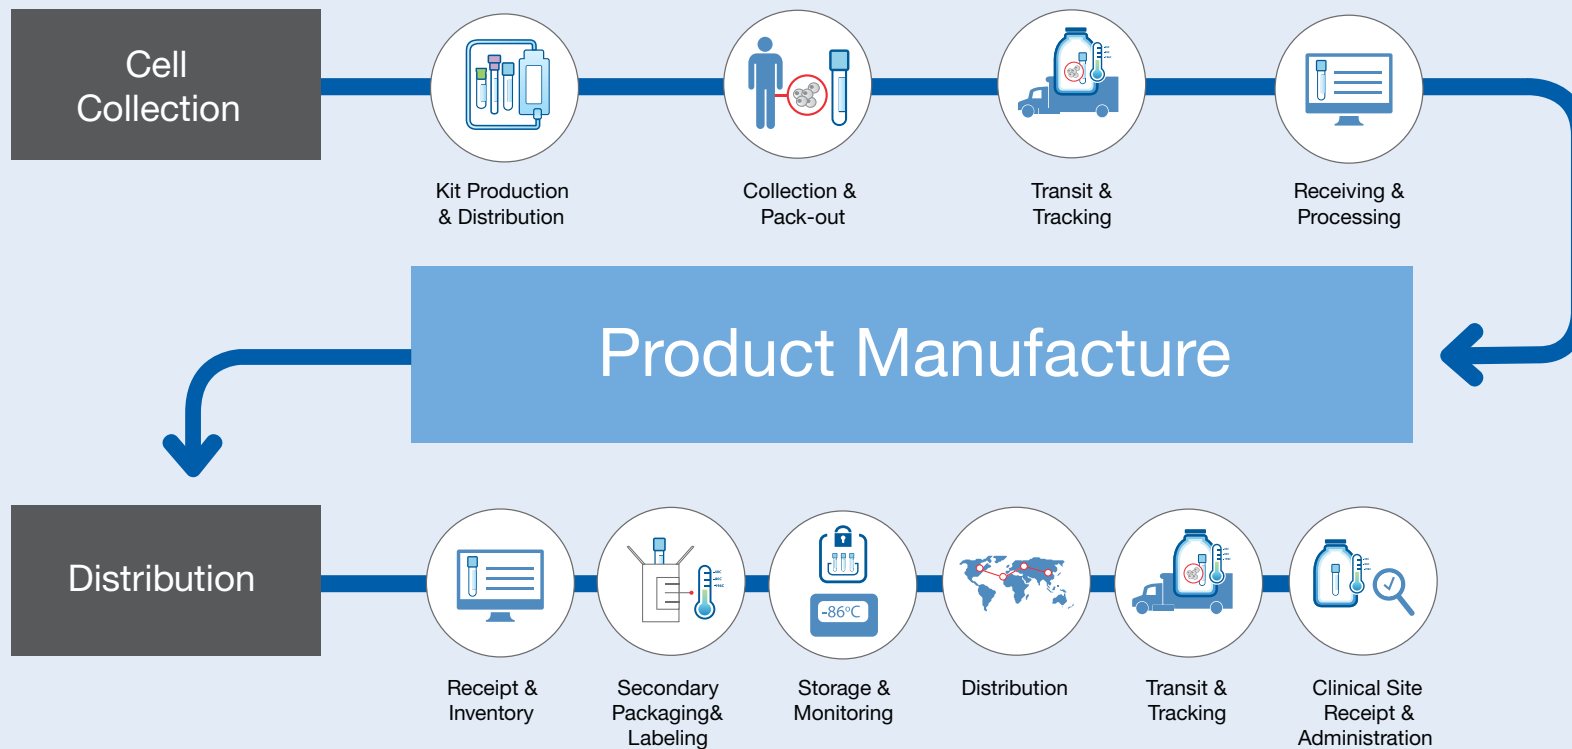 Cell
Collection
Kit Production
& Distribution
Collection &
Pack-out
Transit &
Tracking
Receiving &
Processing
Product Manufacture
Distribution
-86°C
Receipt &
Inventory
Secondary
Packaging&
Labeling
Storage &
Monitoring
Distribution
Transit &
Tracking
Clinical Site
Receipt &
Administration